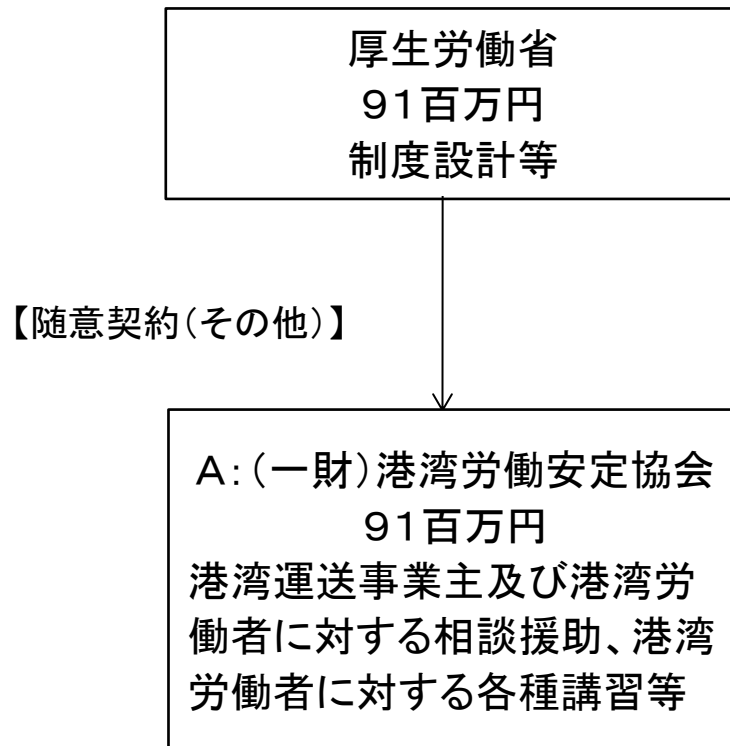 厚生労働省
９１百万円
制度設計等
【随意契約（その他）】
Ａ：（一財）港湾労働安定協会
９１百万円
港湾運送事業主及び港湾労
働者に対する相談援助、港湾
労働者に対する各種講習等